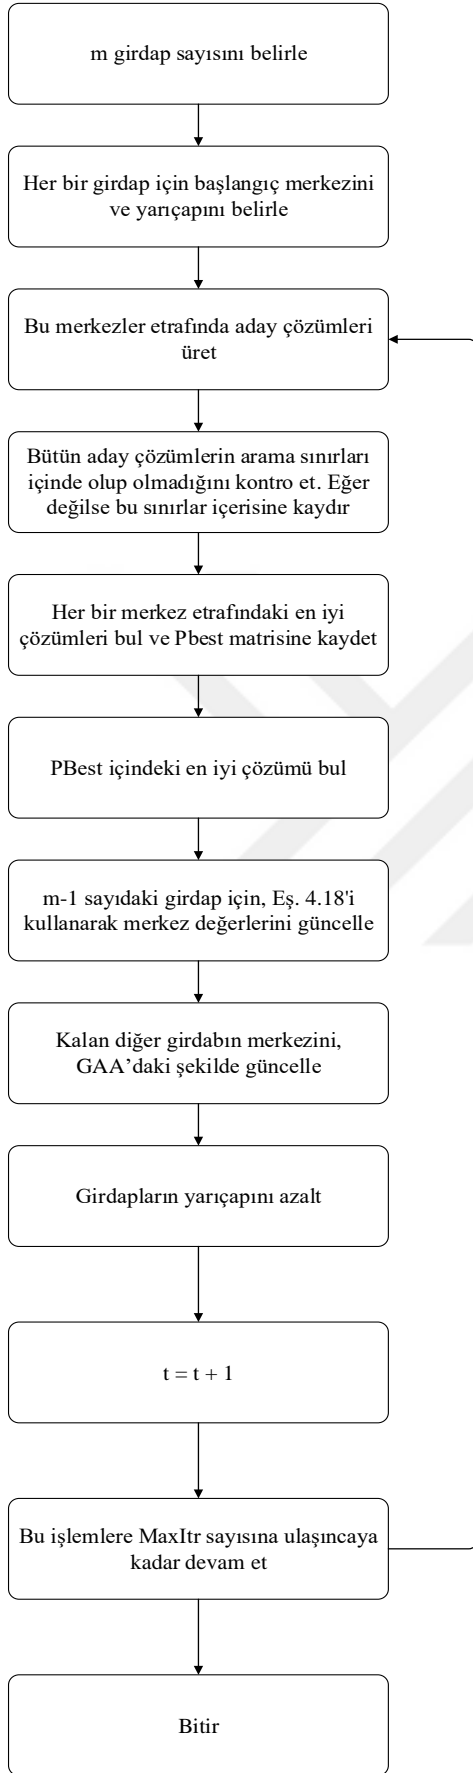 m girdap sayısını belirle
Her bir girdap için başlangıç merkezini
ve yarıçapını belirle
Bu merkezler etrafında aday çözümleri
üret
Bütün aday çözümlerin arama sınırları
içinde olup olmadığını kontro et. Eğer
değilse bu sınırlar içerisine kaydır
Her bir merkez etrafındaki en iyi
çözümleri bul ve Pbest matrisine kaydet
PBest içindeki en iyi çözümü bul
m-1 sayıdaki girdap için, Eş. 4.18'i
kullanarak merkez değerlerini güncelle
Kalan diğer girdabın merkezini,
GAA’daki şekilde güncelle
Girdapların yarıçapını azalt
t = t + 1
Bu işlemlere MaxItr sayısına ulaşıncaya
kadar devam et
Bitir